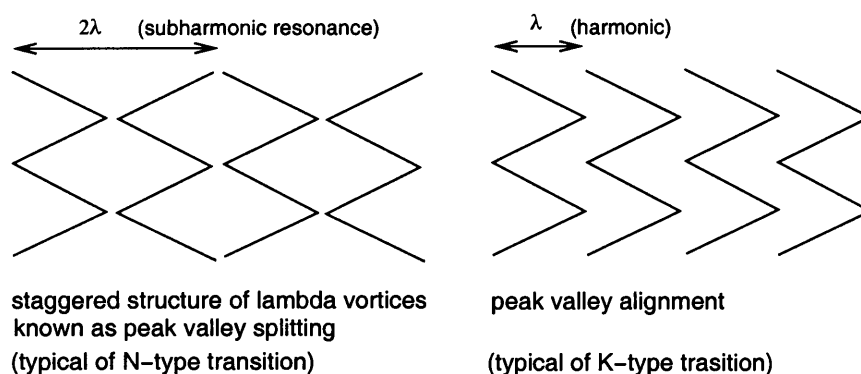 2λ (subharmonic resonance)
λ (harmonic)
staggered structure of lambda vortices
known as peak valley splitting
(typical of N-type transition)
peak valley alignment
(typical of K-type trasition)